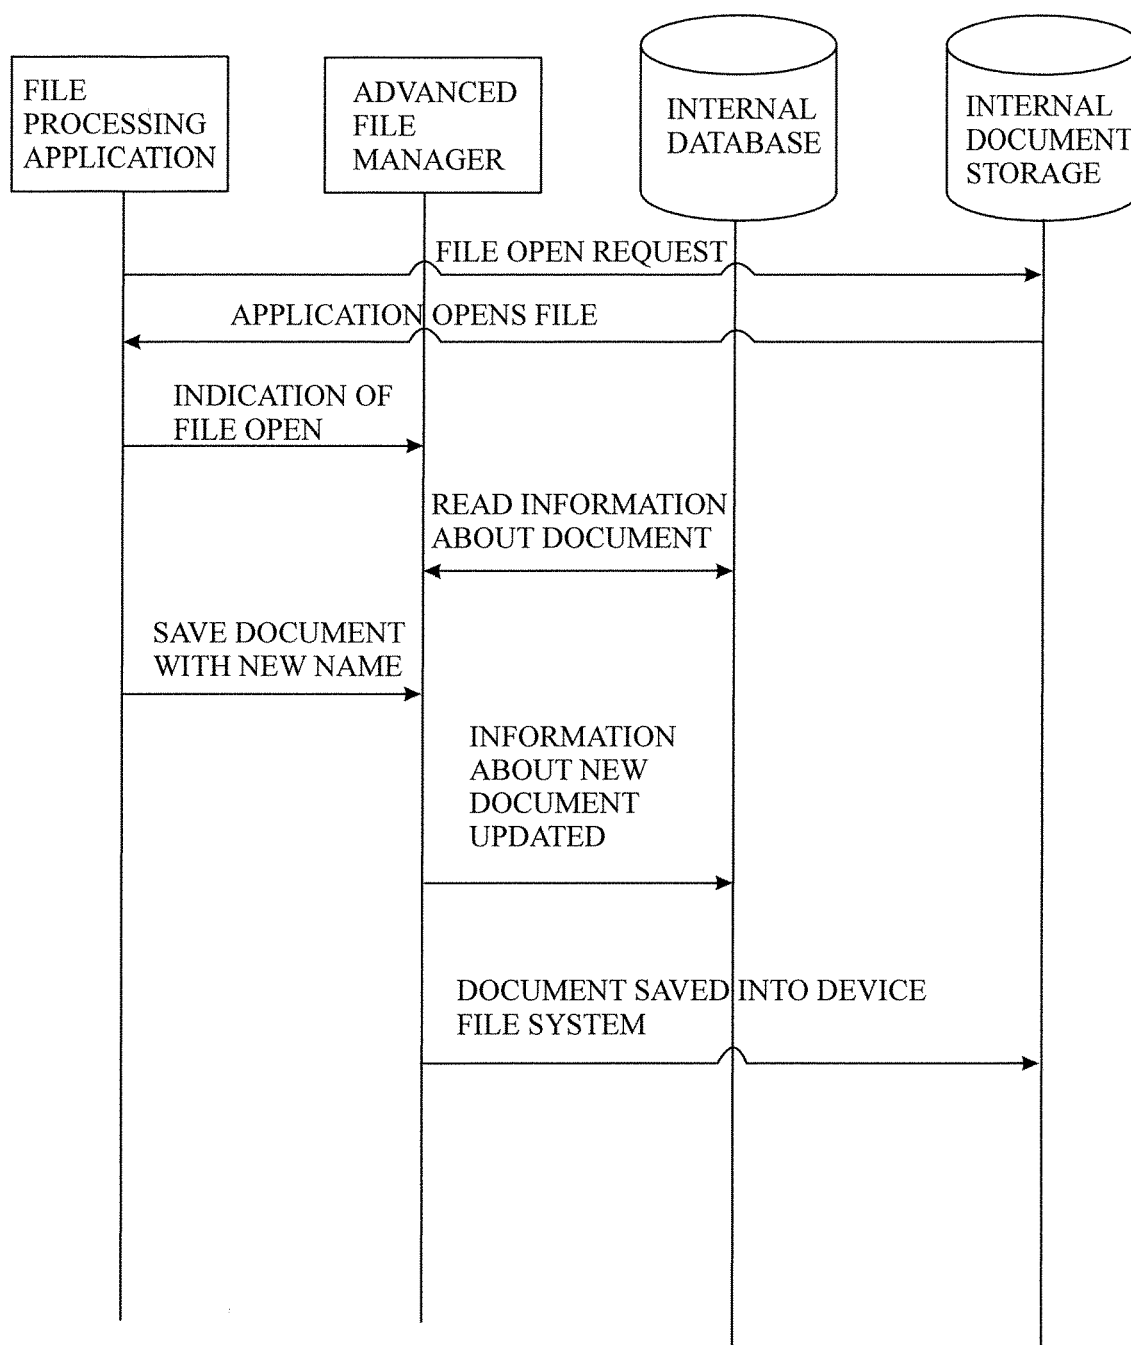 FILE
PROCESSING
APPLICATION
ADVANCED
FILE
MANAGER
INTERNAL
DATABASE
INTERNAL
DOCUMENT
STORAGE
FILE OPEN REQUEST
APPLICATION OPENS FILE
INDICATION OF
FILE OPEN
READ INFORMATION
ABOUT DOCUMENT
SAVE DOCUMENT
WITH NEW NAME
INFORMATION
ABOUT NEW
DOCUMENT
UPDATED
DOCUMENT SAVED INTO DEVICE
FILE SYSTEM